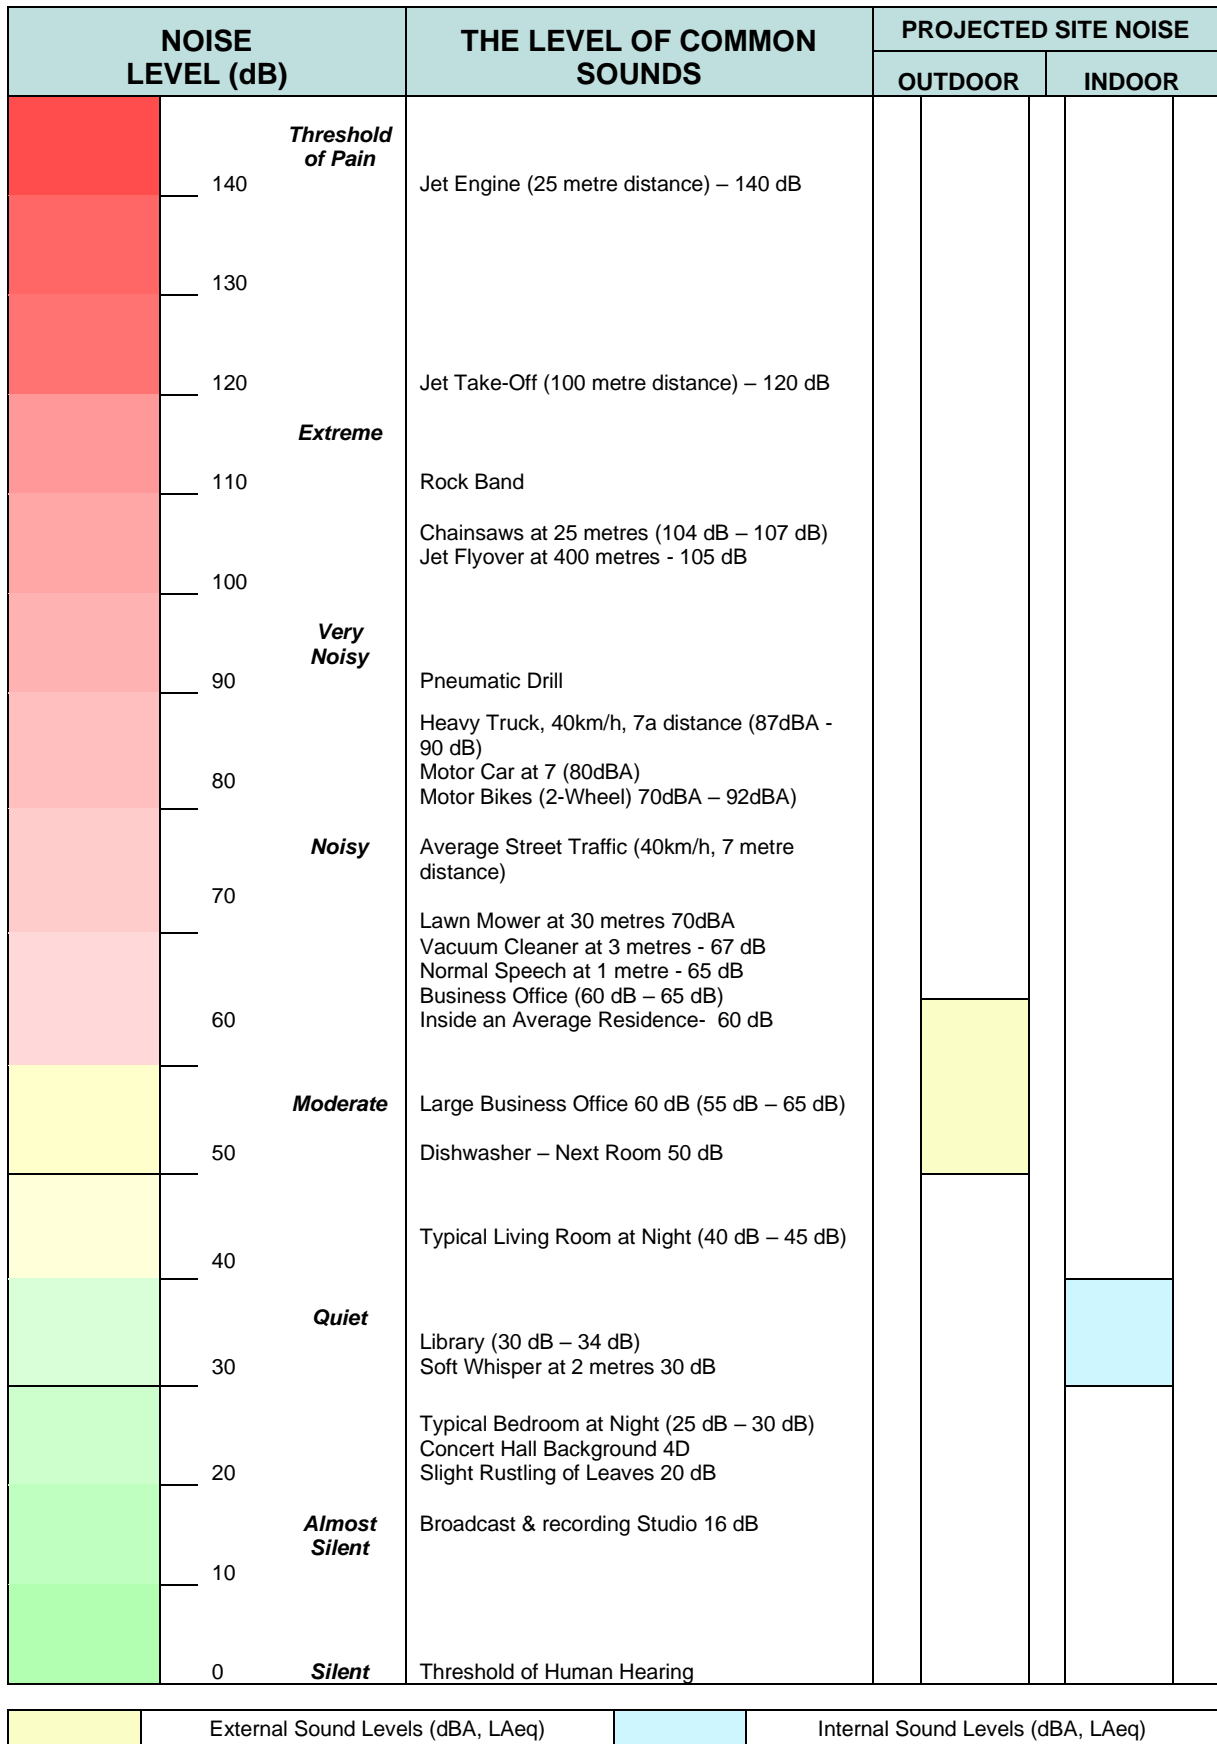 NOISE
LEVEL (dB)
THE LEVEL OF COMMON
SOUNDS
PROJECTED SITE NOISE
OUTDOOR
INDOOR
Threshold
of Pain
140
Jet Engine (25 metre distance) – 140 dB
130
120
Jet Take-Off (100 metre distance) – 120 dB
Extreme
110
Rock Band
Chainsaws at 25 metres (104 dB – 107 dB)
Jet Flyover at 400 metres - 105 dB
100
Very
Noisy
90
Pneumatic Drill
Heavy Truck, 40km/h, 7a distance (87dBA -
90 dB)
80
Motor Car at 7 (80dBA)
Motor Bikes (2-Wheel) 70dBA – 92dBA)
Noisy
Average Street Traffic (40km/h, 7 metre
distance)
70
Lawn Mower at 30 metres 70dBA
Vacuum Cleaner at 3 metres - 67 dB
Normal Speech at 1 metre - 65 dB
Business Office (60 dB – 65 dB)
60
Inside an Average Residence-  60 dB
Moderate
Large Business Office 60 dB (55 dB – 65 dB)
50
Dishwasher – Next Room 50 dB
Typical Living Room at Night (40 dB – 45 dB)
40
Quiet
Library (30 dB – 34 dB)
30
Soft Whisper at 2 metres 30 dB
Typical Bedroom at Night (25 dB – 30 dB)
Concert Hall Background 4D
20
Slight Rustling of Leaves 20 dB
Almost
Silent
Broadcast & recording Studio 16 dB
10
0
Silent
Threshold of Human Hearing
External Sound Levels (dBA, LAeq)
Internal Sound Levels (dBA, LAeq)